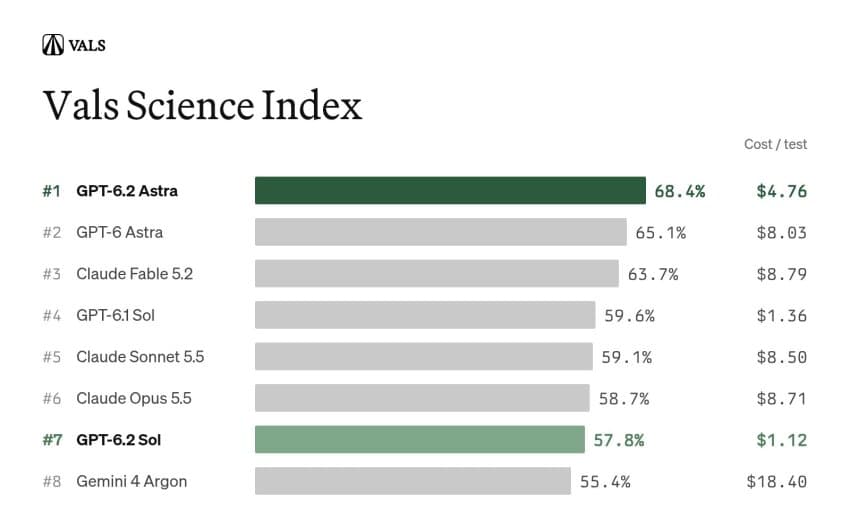 VALS
Vals Science Index
Cost / test
#1 GPT-6.2 Astra 68.4% $4.76
#2 GPT-6 Astra 65.1% $8.03
#3 Claude Fable 5.2 63.7% $8.79
#4 GPT-6.1 Sol 59.6% $1.36
#5 Claude Sonnet 5.5 59.1% $8.50
#6 Claude Opus 5.5 58.7% $8.71
#7 GPT-6.2 Sol 57.8% $1.12
#8 Gemini 4 Argon 55.4% $18.40